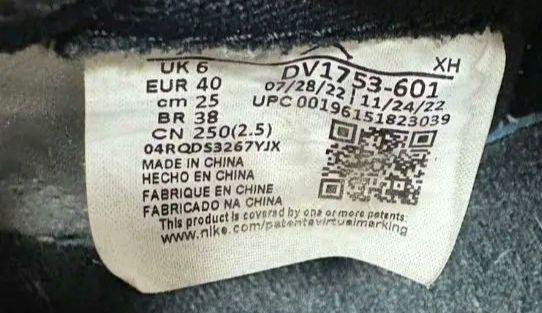 UK 6
EUR 40
cm 25
BR 38
CN 250(2.5)
04RQDS3267YJX
MADE IN CHINA
HECHO EN CHINA
FABRIQUE EN CHINE
FABRICADO NA CHINA
XH
DV1753-601
07/28/22 | 11/24/22
UPC 00196151823039
This product is covered by one or more patents:
www.nike.com/patentsvirtualmarking